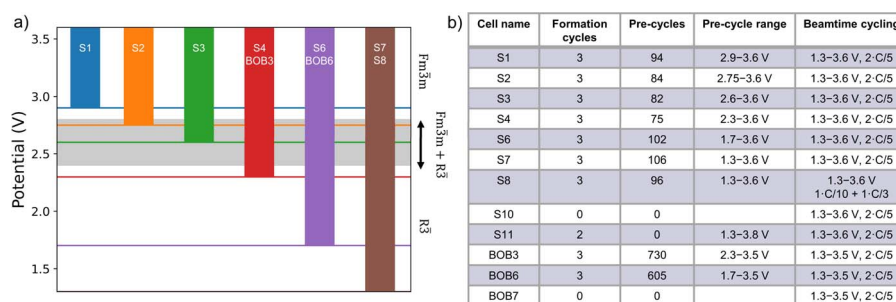 a)
3.5
3.0
2.5
2.0
1.5
Potential (V)
S1
S2
S3
S4
BOB3
S6
BOB6
S7
S8
Fm3̄m
Fm3̄m + R3̄
R3̄
b)
Cell name Formation cycles Pre-cycles Pre-cycle range Beamtime cycling
S1 3 94 2.9–3.6 V 1.3–3.6 V, 2·C/5
S2 3 84 2.75–3.6 V 1.3–3.6 V, 2·C/5
S3 3 82 2.6–3.6 V 1.3–3.6 V, 2·C/5
S4 3 75 2.3–3.6 V 1.3–3.6 V, 2·C/5
S6 3 102 1.7–3.6 V 1.3–3.6 V, 2·C/5
S7 3 106 1.3–3.6 V 1.3–3.6 V, 2·C/5
S8 3 96 1.3–3.6 V 1.3–3.6 V
1·C/10 + 1·C/3
S10 0 0 1.3–3.6 V, 2·C/5
S11 2 0 1.3–3.8 V 1.3–3.6 V, 2·C/5
BOB3 3 730 2.3–3.5 V 1.3–3.5 V, 2·C/5
BOB6 3 605 1.7–3.5 V 1.3–3.5 V, 2·C/5
BOB7 0 0 1.3–3.5 V, 2·C/5